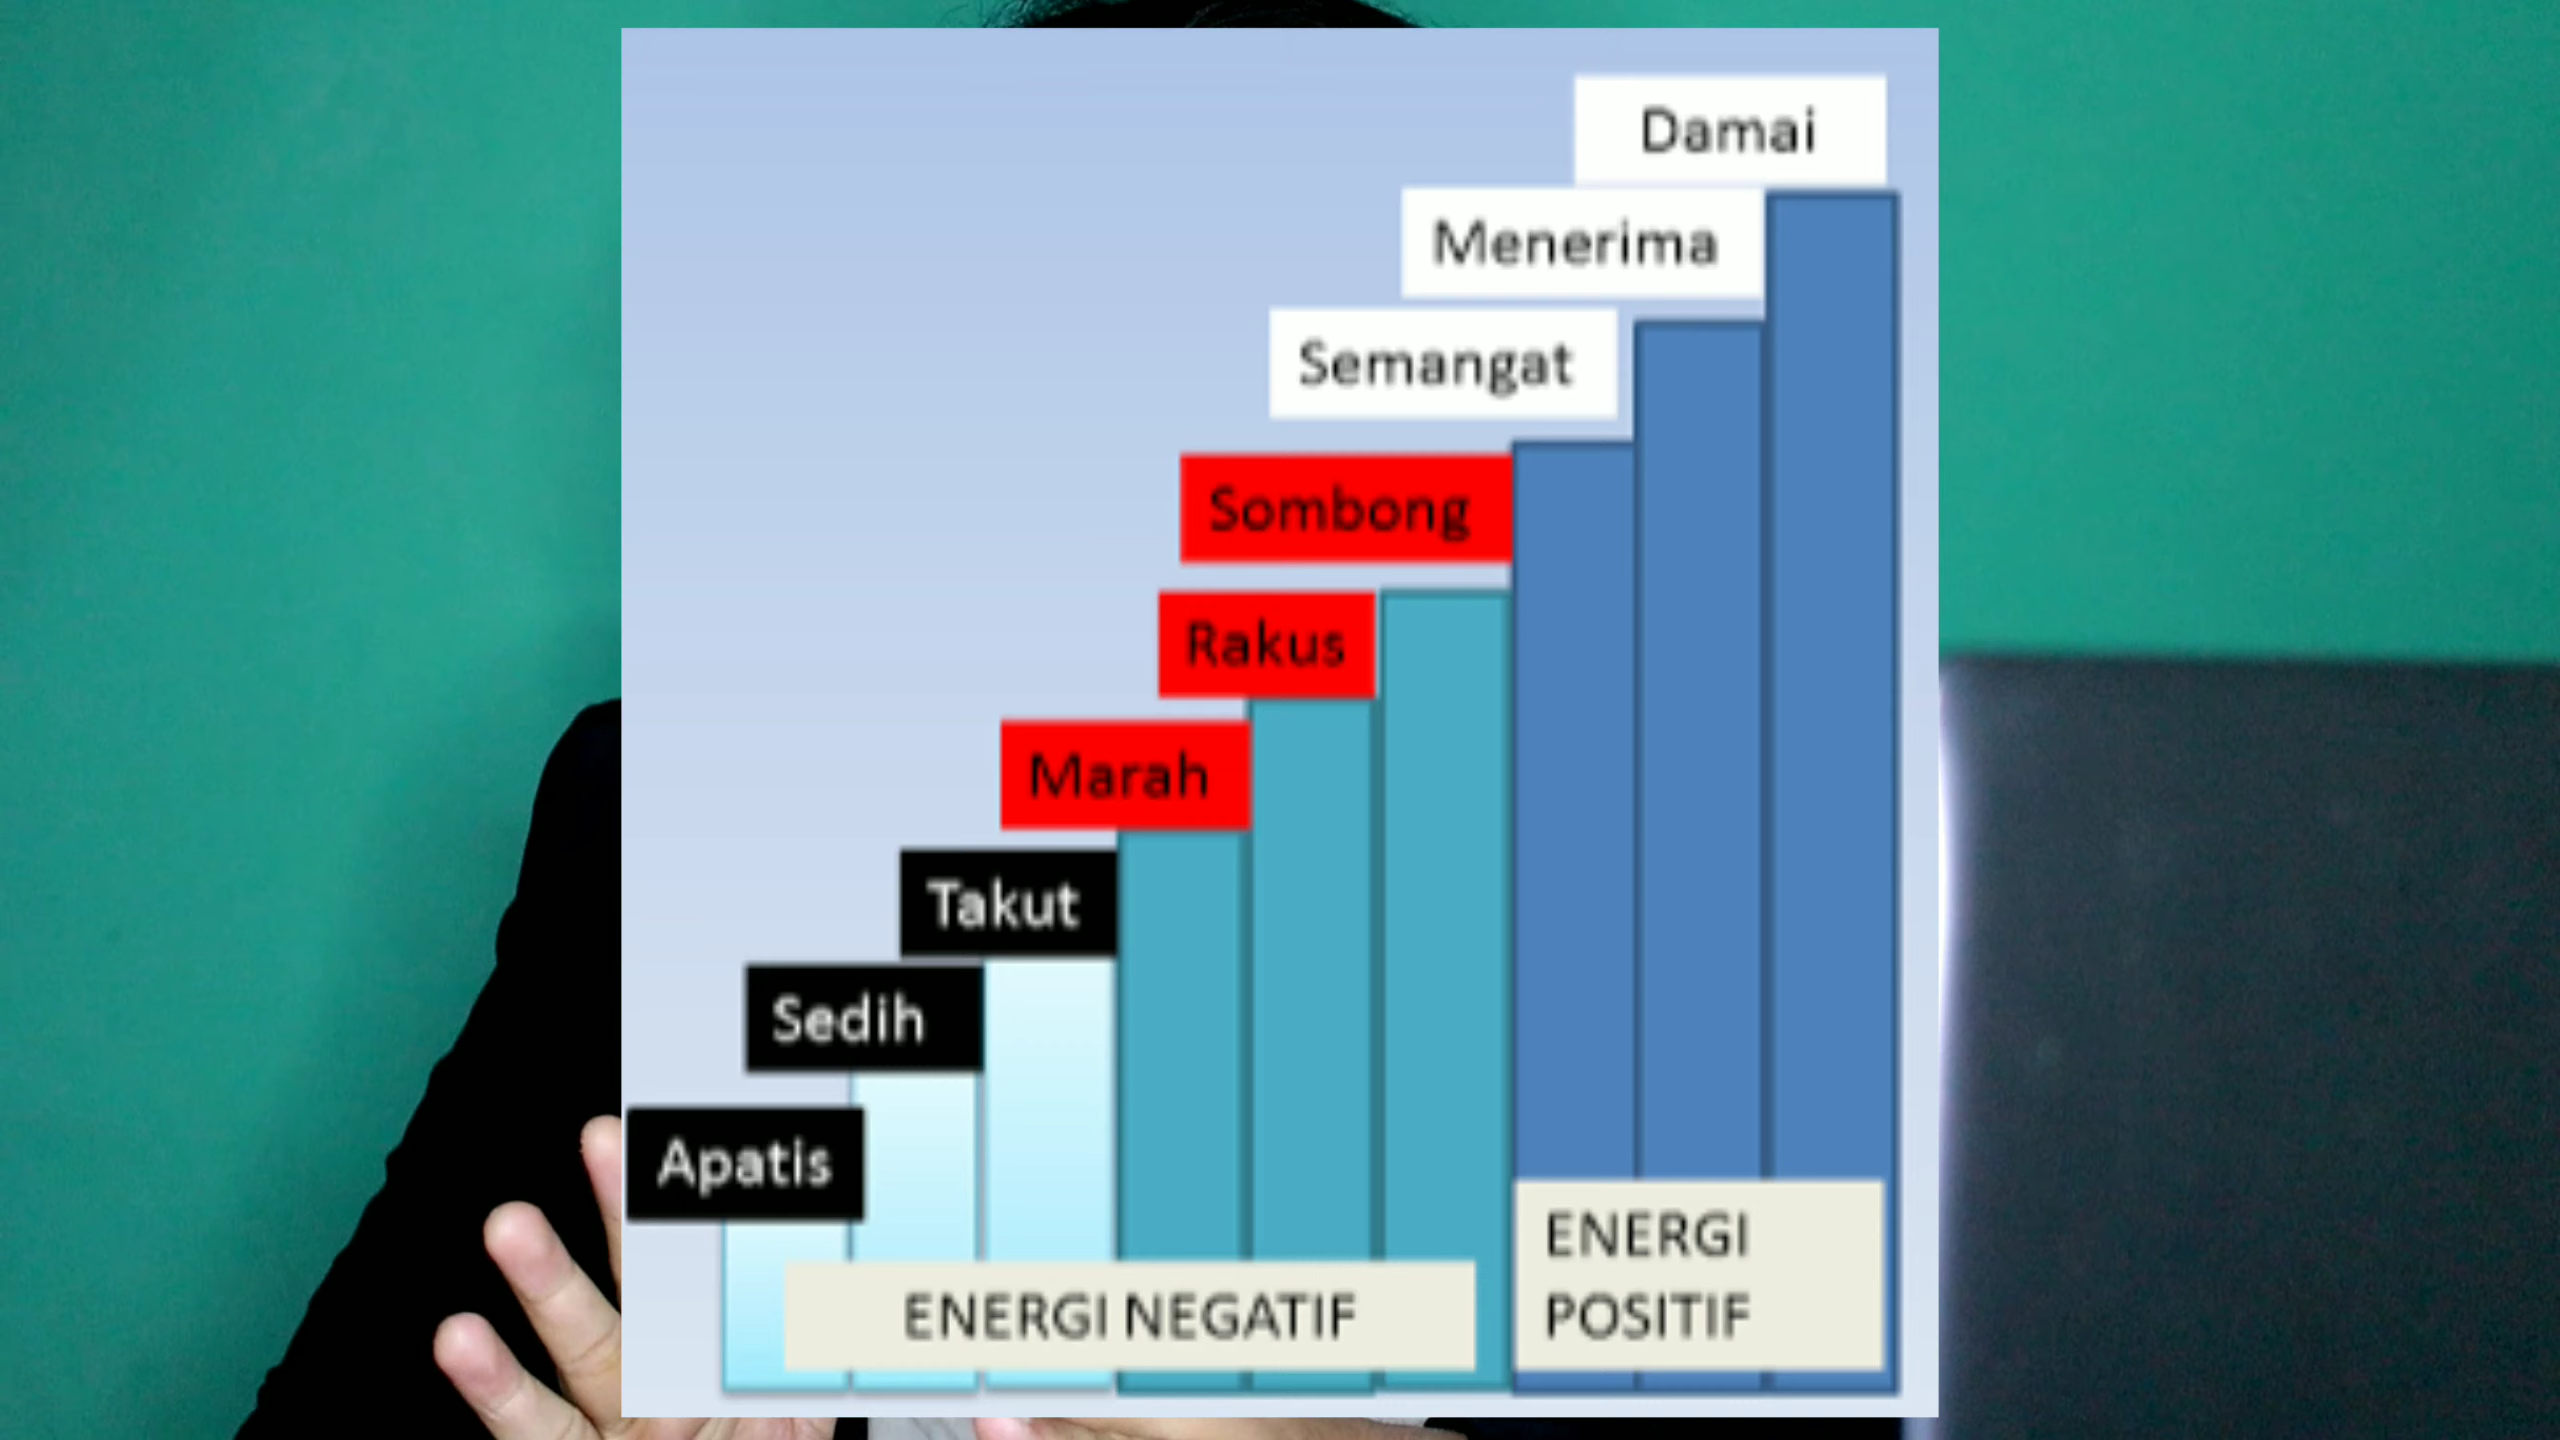 Damai
Menerima
Semangat
Sombong
Rakus
Marah
Takut
Sedih
Apatis
ENERGI NEGATIF
ENERGI
POSITIF